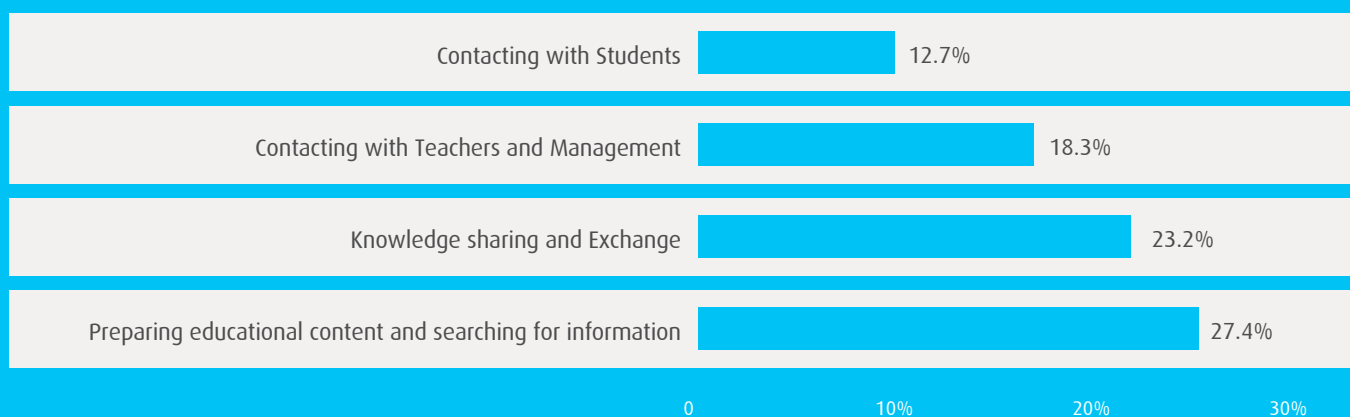 Contacting with Students 12.7%
Contacting with Teachers and Management 18.3%
Knowledge sharing and Exchange 23.2%
Preparing educational content and searching for information 27.4%
0 10% 20% 30%